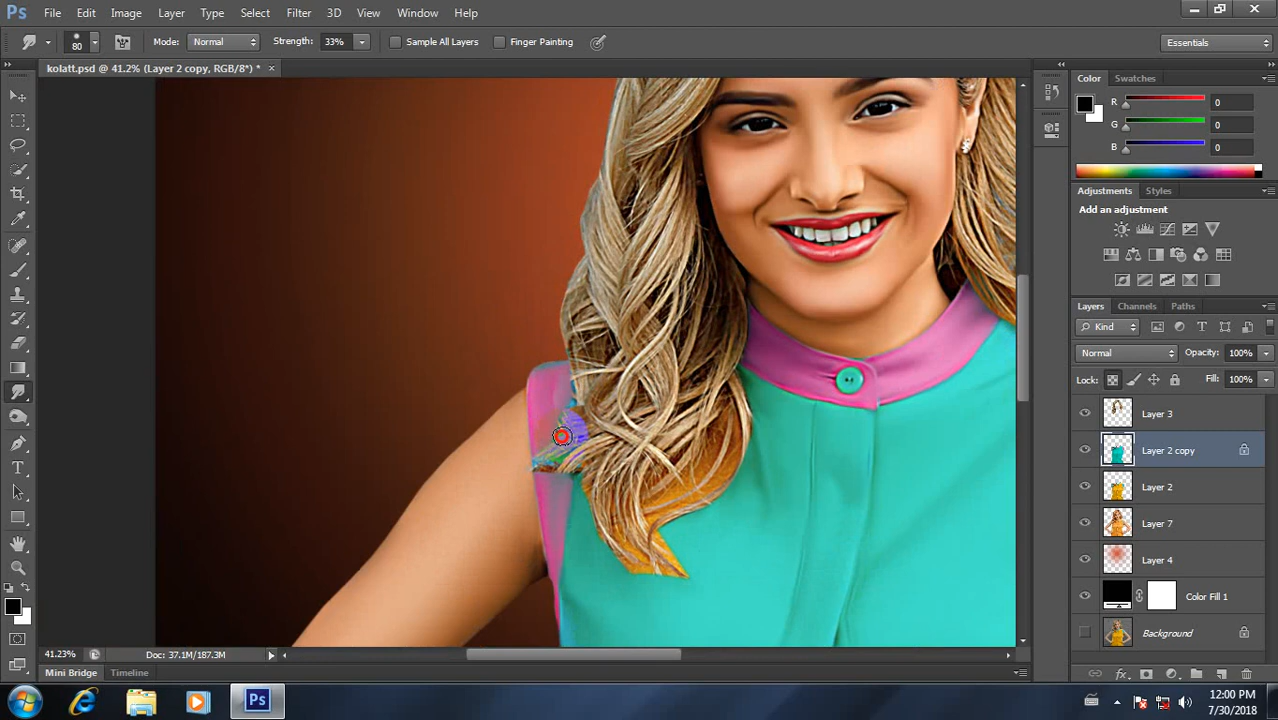 Ps File Edit Image Layer Type Select Filter 3D View Window Help
80 Mode: Normal Strength: 33% Sample All Layers Finger Painting Essentials
kolatt.psd @ 41.2% (Layer 2 copy, RGB/8*) * ×
Color Swatches
R 0
G 0
B 0
Adjustments Styles
Add an adjustment
Layers Channels Paths
Kind
Normal Opacity: 100%
Lock: Fill: 100%
Layer 3
Layer 2 copy
Layer 2
Layer 7
Layer 4
Color Fill 1
Background
41.23% Doc: 37.1M/187.3M
Mini Bridge Timeline
Ps
12:00 PM
7/30/2018